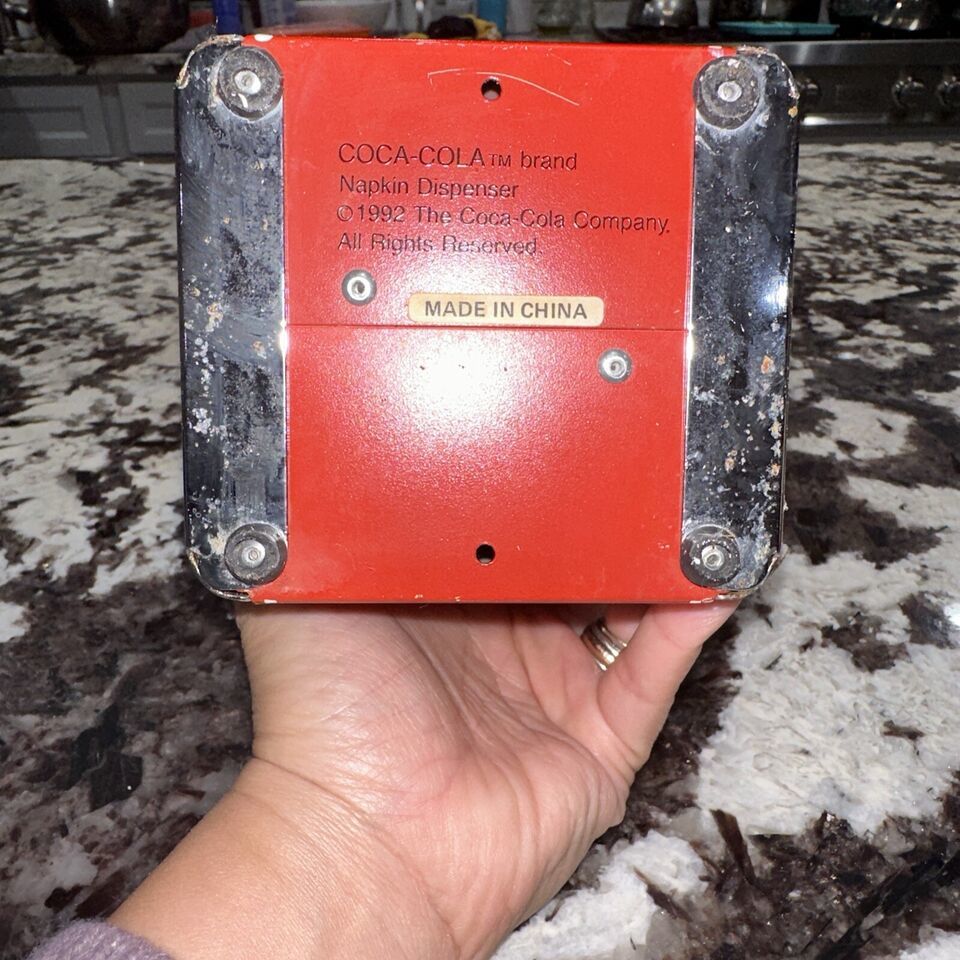 COCA-COLA™ brand
Napkin Dispenser
©1992 The Coca-Cola Company.
All Rights Reserved.
MADE IN CHINA